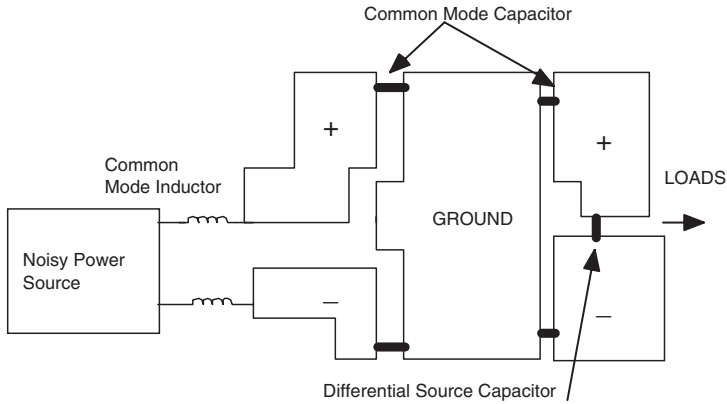 Common Mode Capacitor
+
+
Common
Mode Inductor
LOADS
GROUND
Noisy Power
Source
–
–
Differential Source Capacitor